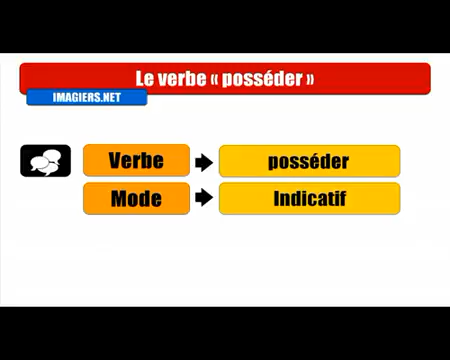 Le verbe « posséder »
IMAGIERS.NET
Verbe posséder
Mode Indicatif